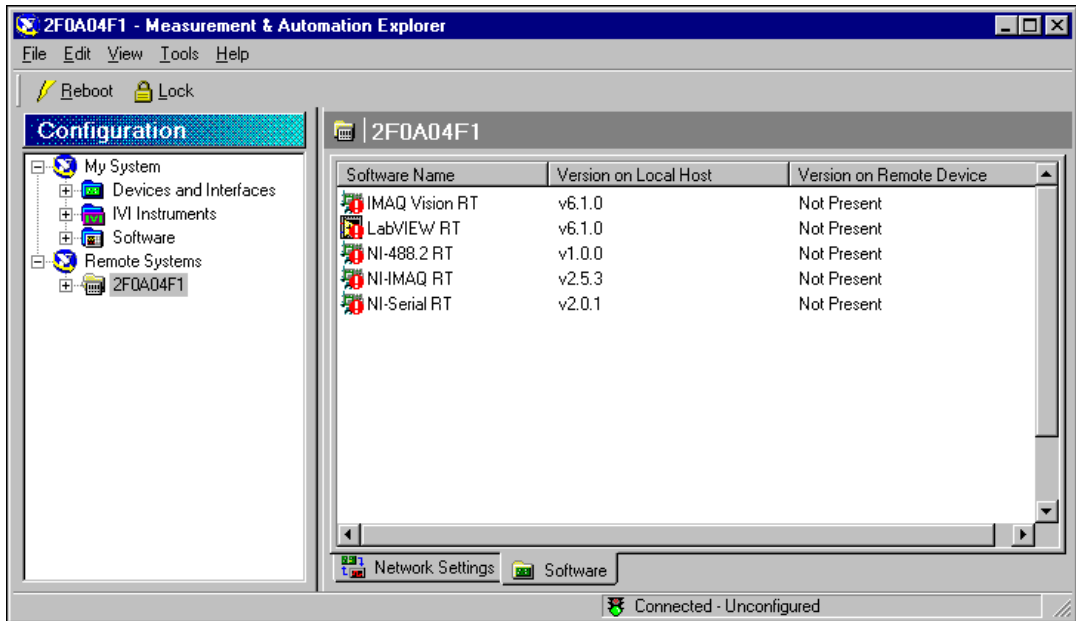 2F0A04F1 - Measurement & Automation Explorer
File Edit View Tools Help
Reboot Lock
Configuration
2F0A04F1
My System
Devices and Interfaces
IVI Instruments
Software
Remote Systems
2F0A04F1
Software Name Version on Local Host Version on Remote Device
IMAQ Vision RT v6.1.0 Not Present
LabVIEW RT v6.1.0 Not Present
NI-488.2 RT v1.0.0 Not Present
NI-IMAQ RT v2.5.3 Not Present
NI-Serial RT v2.0.1 Not Present
Network Settings Software
Connected - Unconfigured